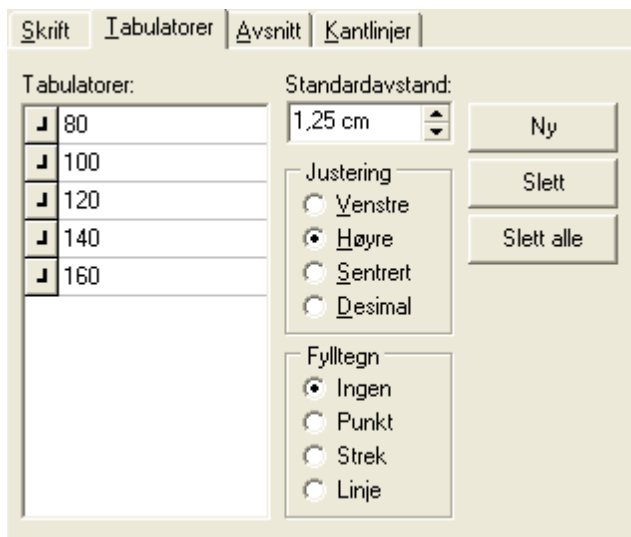 Skrift Tabulatorer Avsnitt Kantlinjer
Tabulatorer:
80
100
120
140
160
Standardavstand:
1,25 cm
Justering
Venstre
Høyre
Sentrert
Desimal
Fylltegn
Ingen
Punkt
Strek
Linje
Ny
Slett
Slett alle